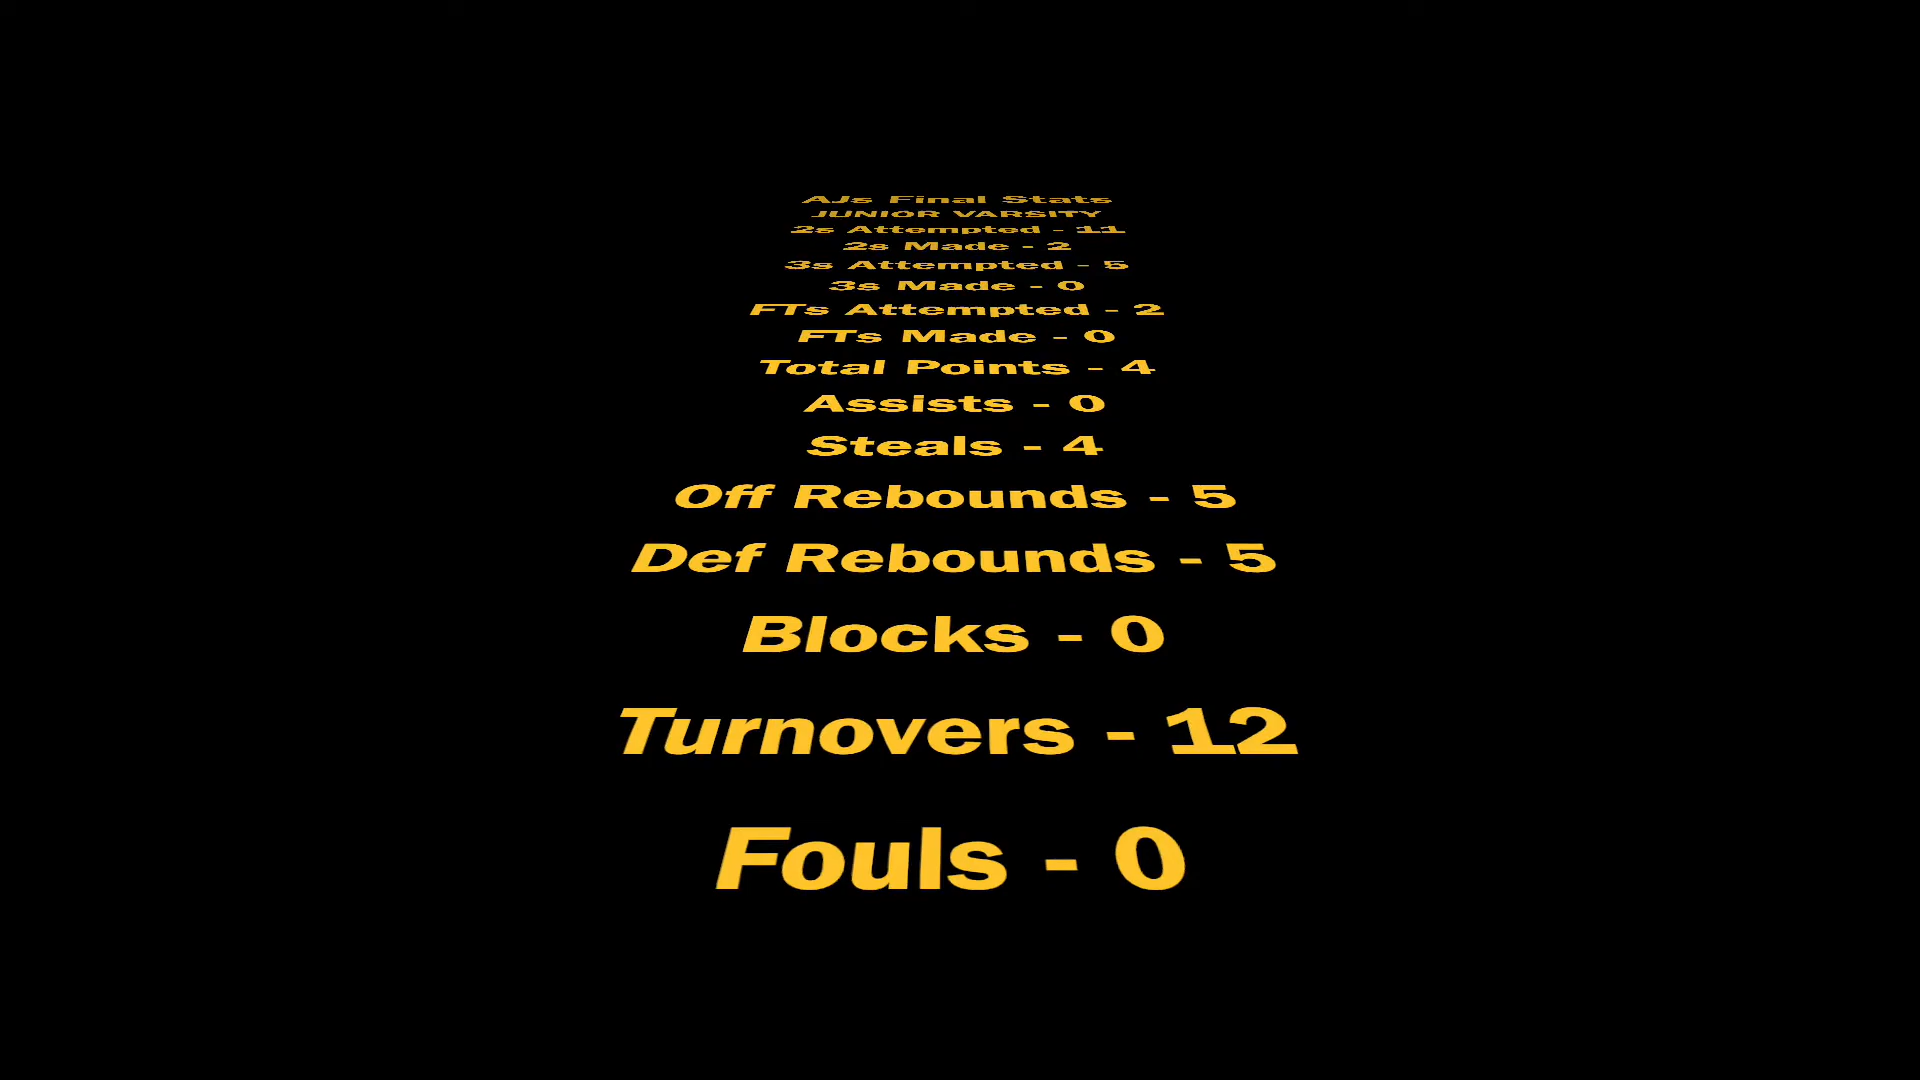 AJs Final Stats
JUNIOR VARSITY
2s Attempted - 11
2s Made - 2
3s Attempted - 5
3s Made - 0
FTs Attempted - 2
FTs Made - 0
Total Points - 4
Assists - 0
Steals - 4
Off Rebounds - 5
Def Rebounds - 5
Blocks - 0
Turnovers - 12
Fouls - 0